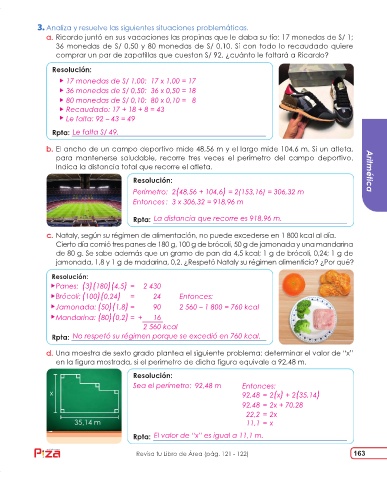 3. Analiza y resuelve las siguientes situaciones problemáticas.
a. Ricardo juntó en sus vacaciones las propinas que le daba su tío: 17 monedas de S/ 1;
36 monedas de S/ 0,50 y 80 monedas de S/ 0,10. Si con todo lo recaudado quiere
comprar un par de zapatillas que cuestan S/ 92, ¿cuánto le faltará a Ricardo?
Resolución:
▸ 17 monedas de S/ 1,00: 17 x 1,00 = 17
▸ 36 monedas de S/ 0,50: 36 x 0,50 = 18
▸ 80 monedas de S/ 0,10: 80 x 0,10 = 8
▸ Recaudado: 17 + 18 + 8 = 43
▸ Le falta: 92 – 43 = 49
Rpta: Le falta S/ 49.
b. El ancho de un campo deportivo mide 48,56 m y el largo mide 104,6 m. Si un atleta,
para mantenerse saludable, recorre tres veces el perímetro del campo deportivo.
Indica la distancia total que recorre el atleta.
Resolución:
Perímetro: 2(48,56 + 104,6) = 2(153,16) = 306,32 m
Entonces: 3 x 306,32 = 918,96 m
Rpta: La distancia que recorre es 918,96 m.
Aritmética
c. Nataly, según su régimen de alimentación, no puede excederse en 1 800 kcal al día.
Cierto día comió tres panes de 180 g, 100 g de brócoli, 50 g de jamonada y una mandarina
de 80 g. Se sabe además que un gramo de pan da 4,5 kcal; 1 g de brócoli, 0,24; 1 g de
jamonada, 1,8 y 1 g de madarina, 0,2. ¿Respetó Nataly su régimen alimenticio? ¿Por qué?
Resolución:
▸Panes: (3)(180)(4,5) = 2 430
▸Brócoli: (100)(0,24) = 24 Entonces:
▸Jamonada: (50)(1,8) = 90 2 560 – 1 800 = 760 kcal
▸Mandarina: (80)(0,2) = + 16
2 560 kcal
Rpta: No respetó su régimen porque se excedió en 760 kcal.
d. Una maestra de sexto grado plantea el siguiente problema: determinar el valor de "x"
en la figura mostrada, si el perímetro de dicha figura equivale a 92,48 m.
Resolución:
Sea el perímetro: 92,48 m Entonces:
x
92,48 = 2(x) + 2(35,14)
92,48 = 2x + 70,28
22,2 = 2x
35,14 m
11,1 = x
Rpta: El valor de "x" es igual a 11,1 m.
Pizza
Revisa tu Libro de Área (pág. 121 - 122)
163